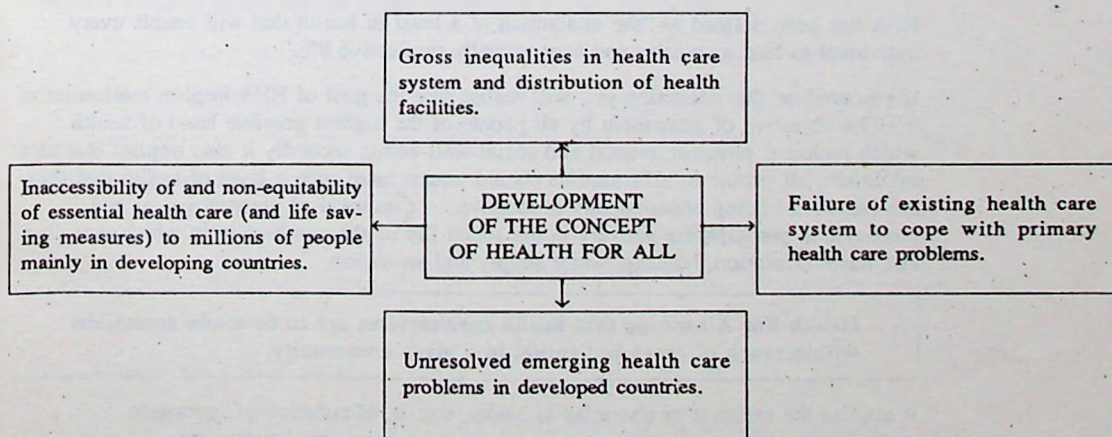 Gross inequalities in health care
system and distribution of health
facilities.
Inaccessibility of and non-equitability
of essential health care (and life sav-
ing measures) to millions of people
mainly in developing countries.
DEVELOPMENT
OF THE CONCEPT
OF HEALTH FOR ALL
Failure of existing health care
system to cope with primary
health care problems.
Unresolved emerging health care
problems in developed countries.